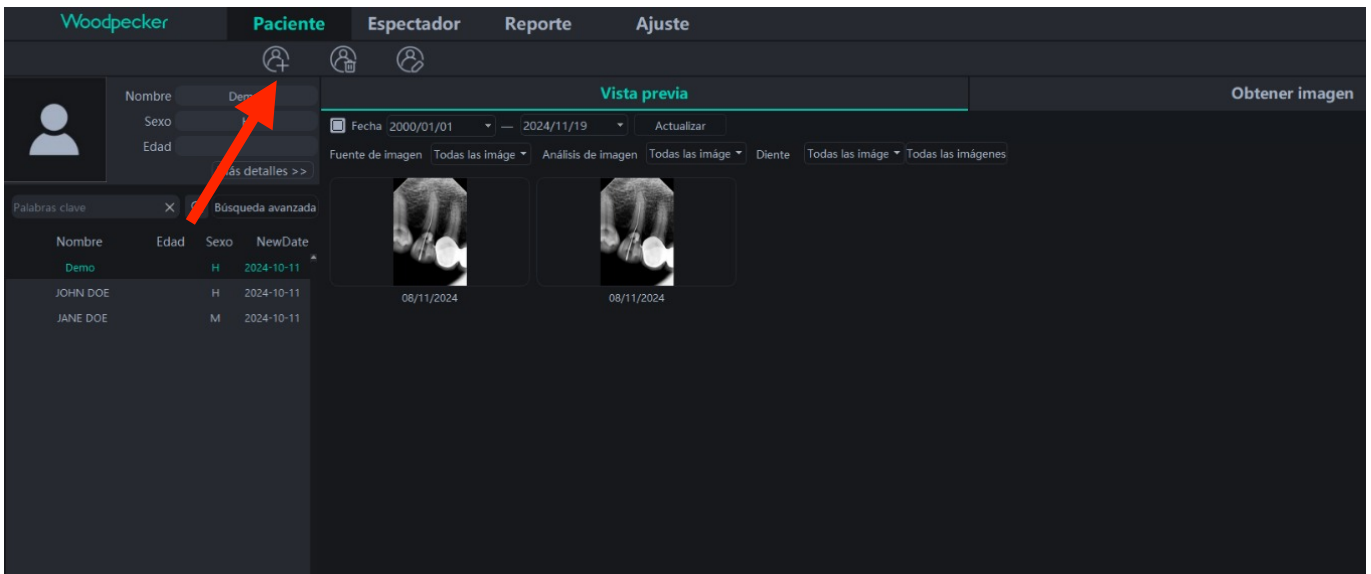 Woodpecker Paciente Espectador Reporte Ajuste
Vista previa Obtener imagen
Nombre
Sexo
Edad
detalles >>
Fecha 2000/01/01 — 2024/11/19 Actualizar
Fuente de imagen Todas las imáge Análisis de imagen Todas las imáge Diente Todas las imáge Todas las imágenes
Palabras clave Búsqueda avanzada
Nombre Edad Sexo NewDate
Demo H 2024-10-11
JOHN DOE H 2024-10-11
JANE DOE M 2024-10-11
08/11/2024 08/11/2024